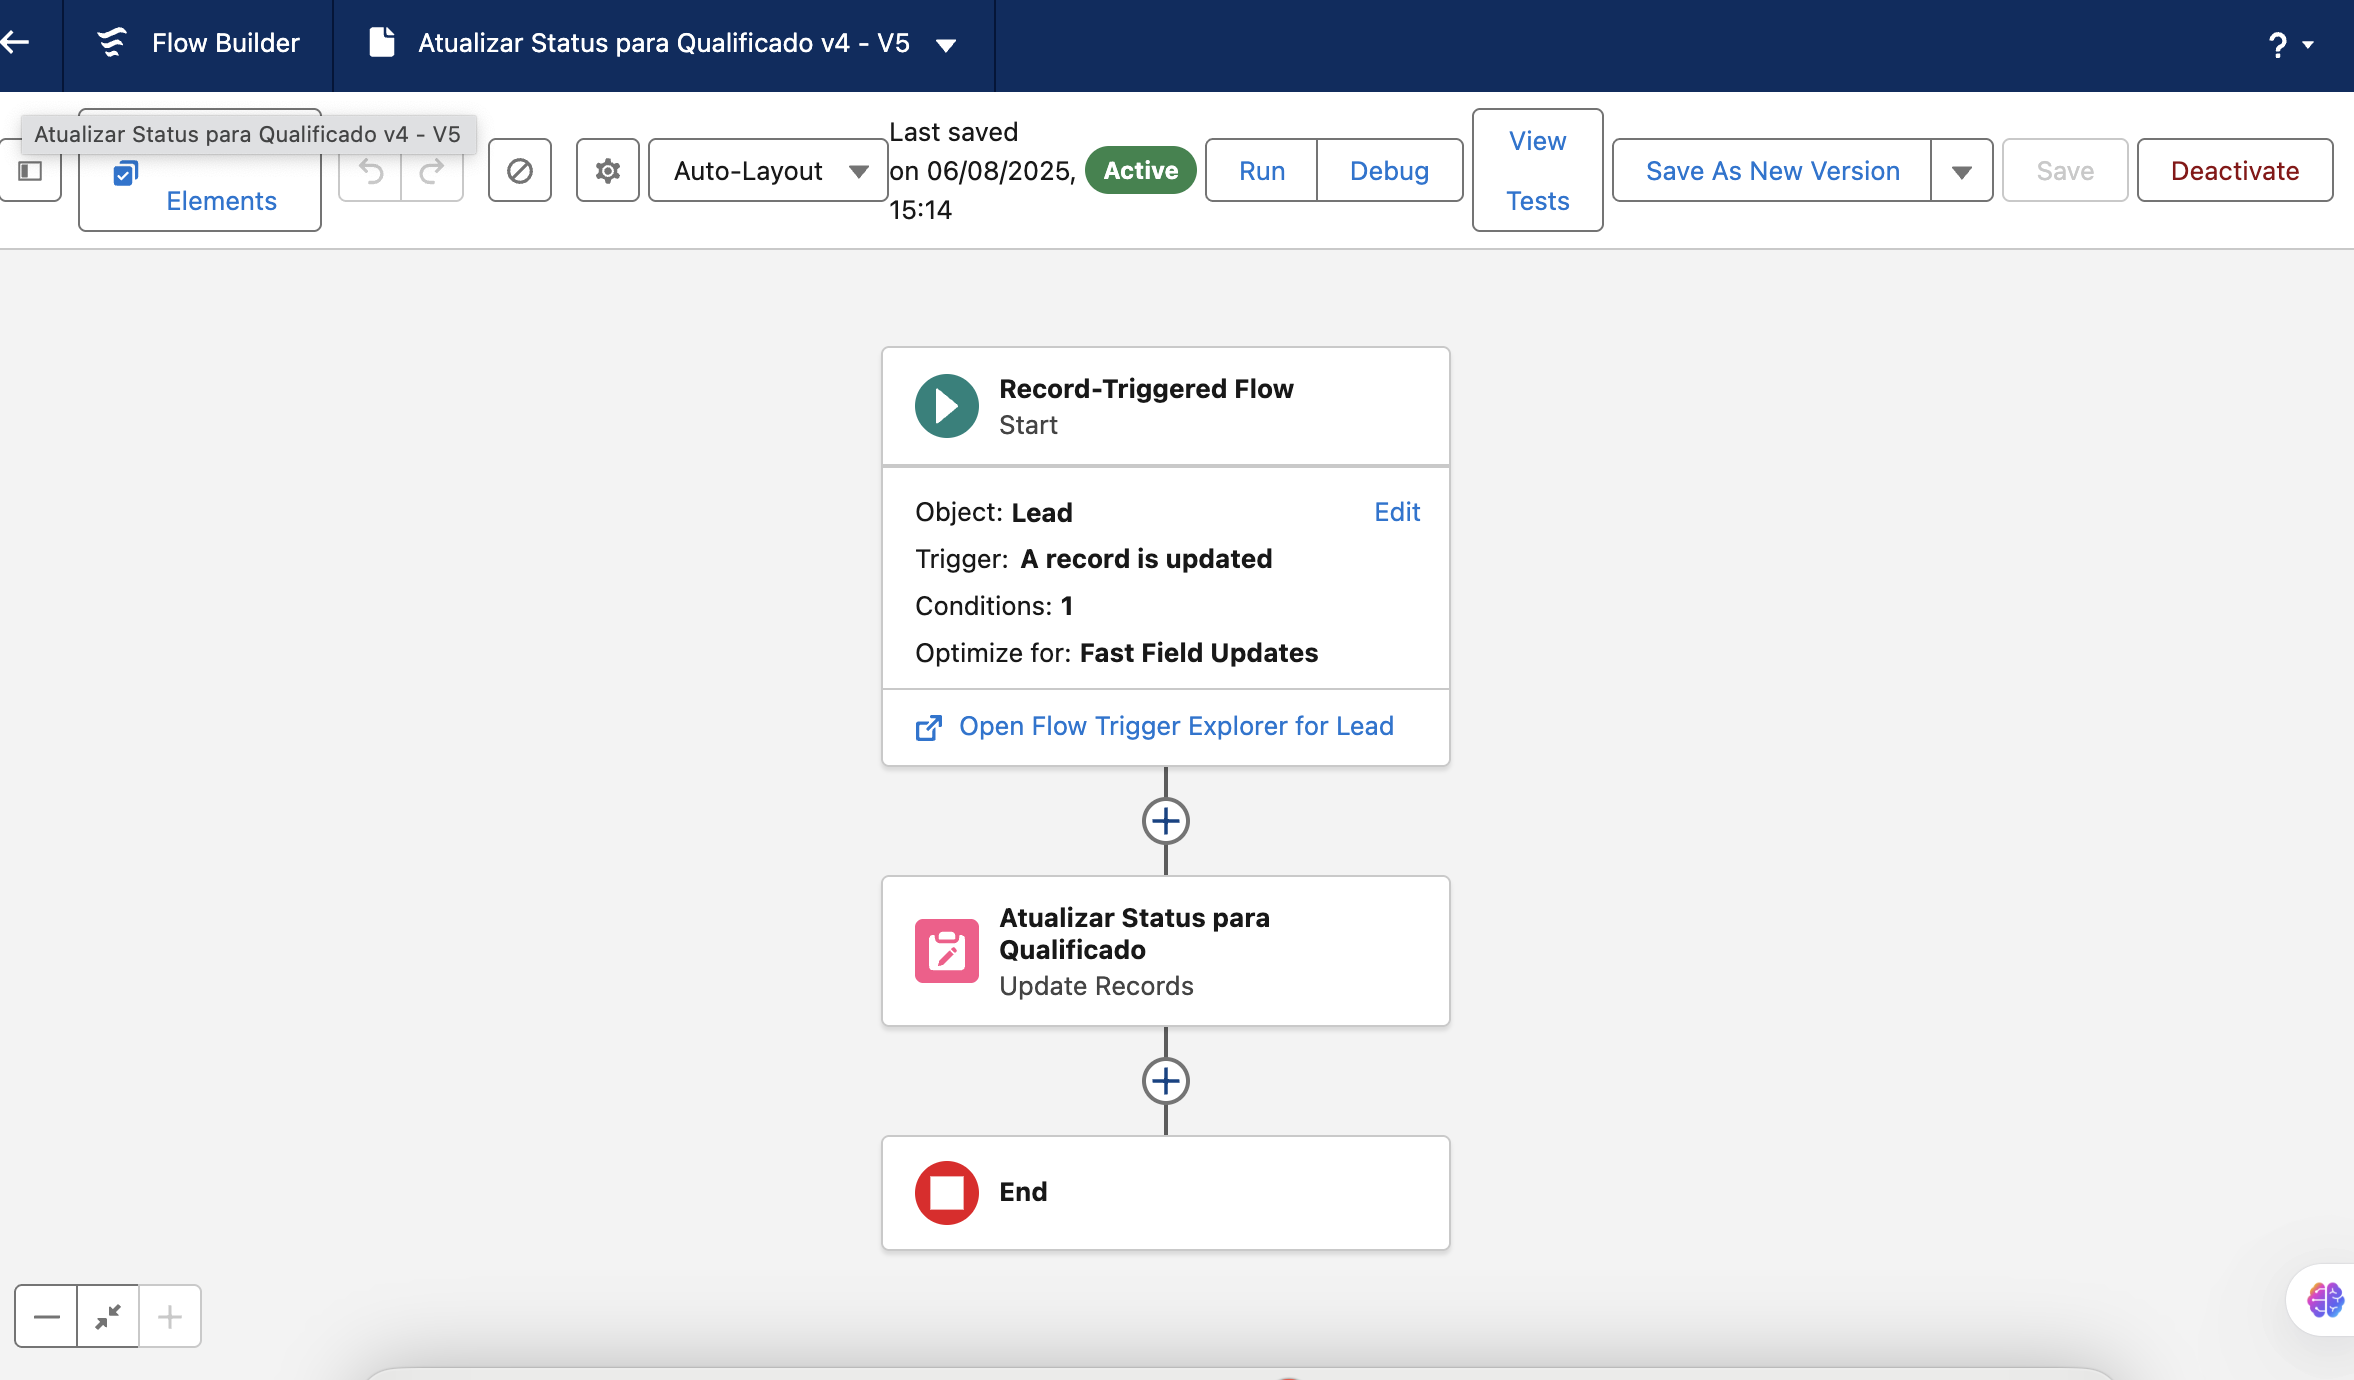 Flow Builder
Atualizar Status para Qualificado v4 - V5
Atualizar Status para Qualificado v4 - V5
Elements
Auto-Layout
Last saved
on 06/08/2025,
15:14
Active
Run
Debug
View
Tests
Save As New Version
Save
Deactivate
?
Record-Triggered Flow
Start
Object: Lead
Edit
Trigger: A record is updated
Conditions: 1
Optimize for: Fast Field Updates
Open Flow Trigger Explorer for Lead
Atualizar Status para
Qualificado
Update Records
End